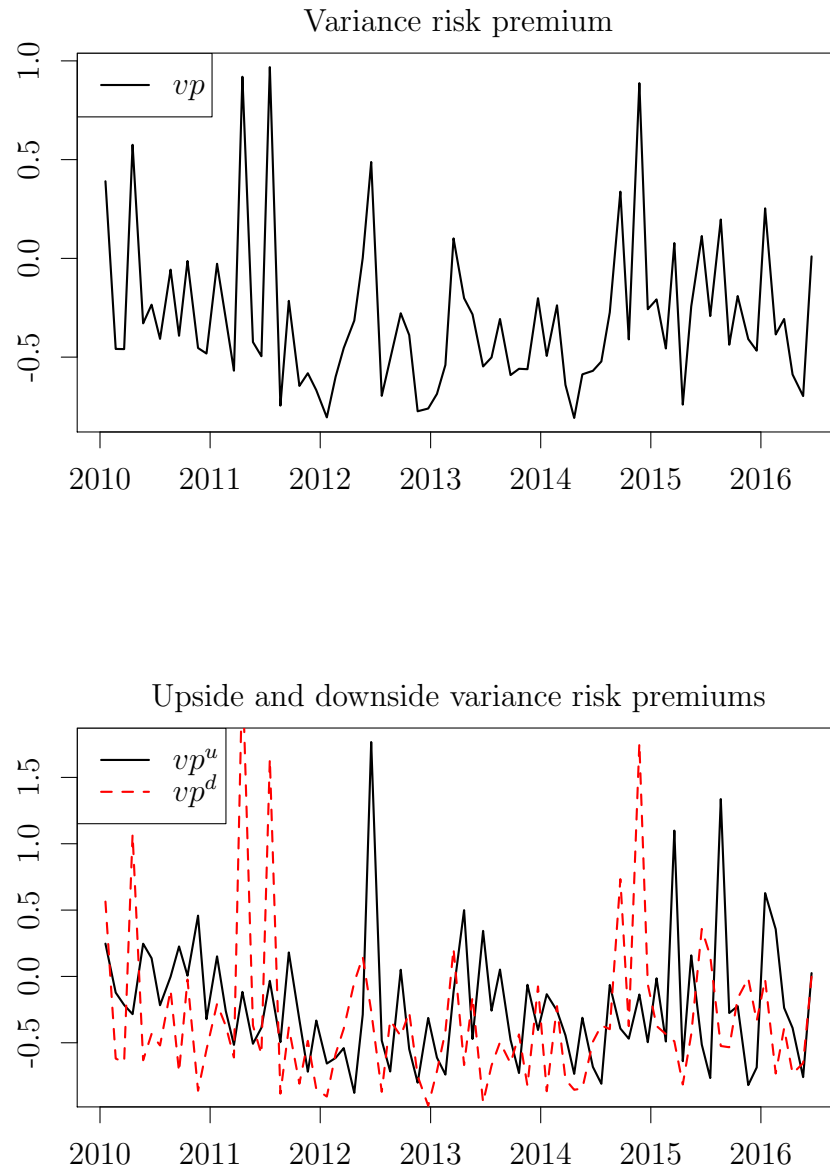 Variance risk premium
vp
1.0
0.5
0.0
-0.5
2010 2011 2012 2013 2014 2015 2016
Upside and downside variance risk premiums
vp^u
vp^d
1.5
1.0
0.5
0.0
-0.5
2010 2011 2012 2013 2014 2015 2016